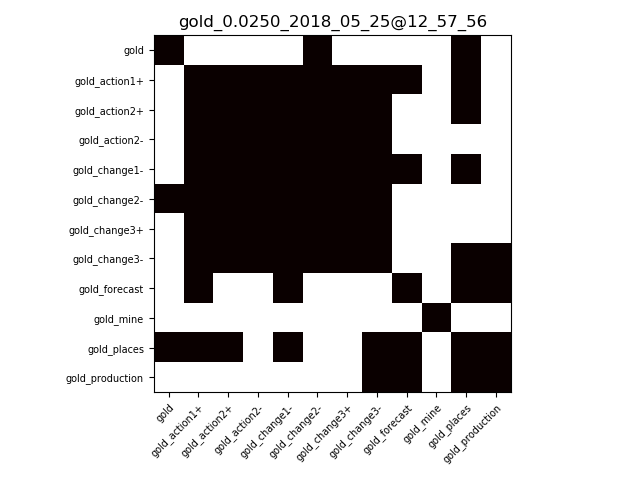 gold_0.0250_2018_05_25@12_57_56
gold
gold_action1+
gold_action2+
gold_action2-
gold_change1-
gold_change2-
gold_change3+
gold_change3-
gold_forecast
gold_mine
gold_places
gold_production
gold
gold_action1+
gold_action2+
gold_action2-
gold_change1-
gold_change2-
gold_change3+
gold_change3-
gold_forecast
gold_mine
gold_places
gold_production